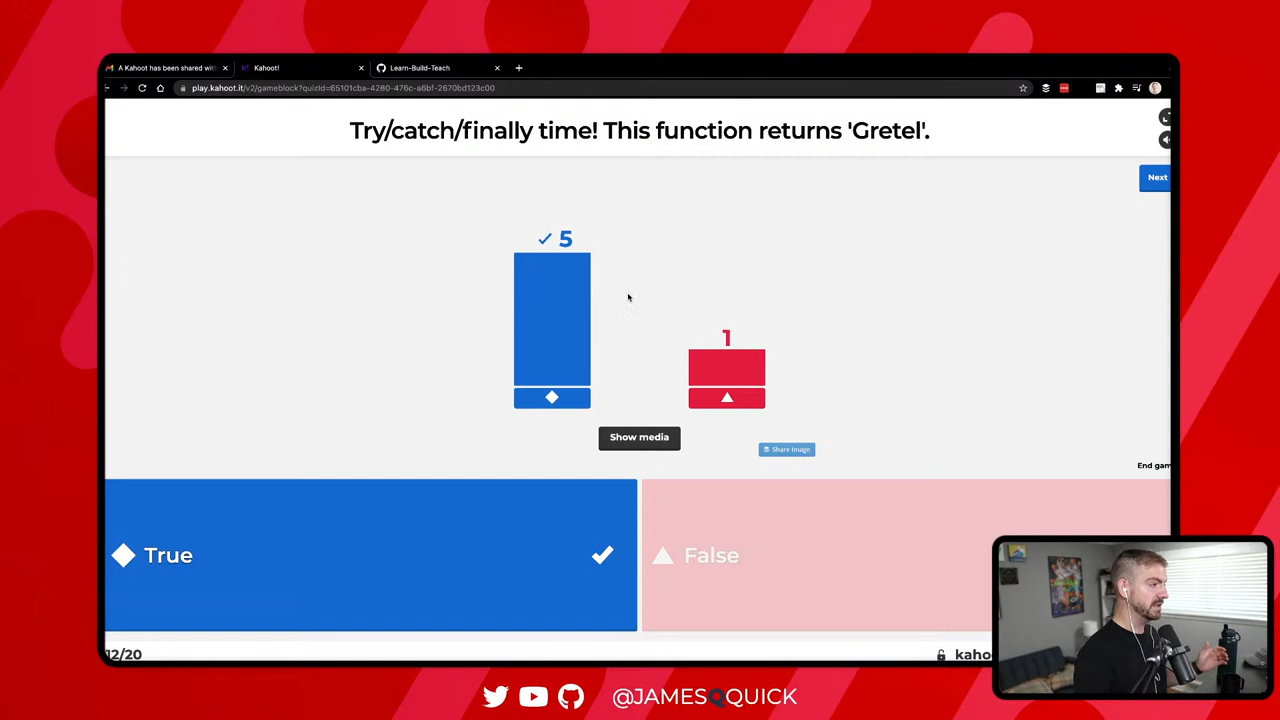 A Kahoot has been shared with
Kahoot!
Learn-Build-Teach
play.kahoot.it/v2/gameblock?quizId=65101cba-4280-476c-a6bf-2670bd123c00
Try/catch/finally time! This function returns 'Gretel'.
Next
5
1
Show media
Share Image
End gam
True
False
12/20
kahoo
@JAMESQQUICK